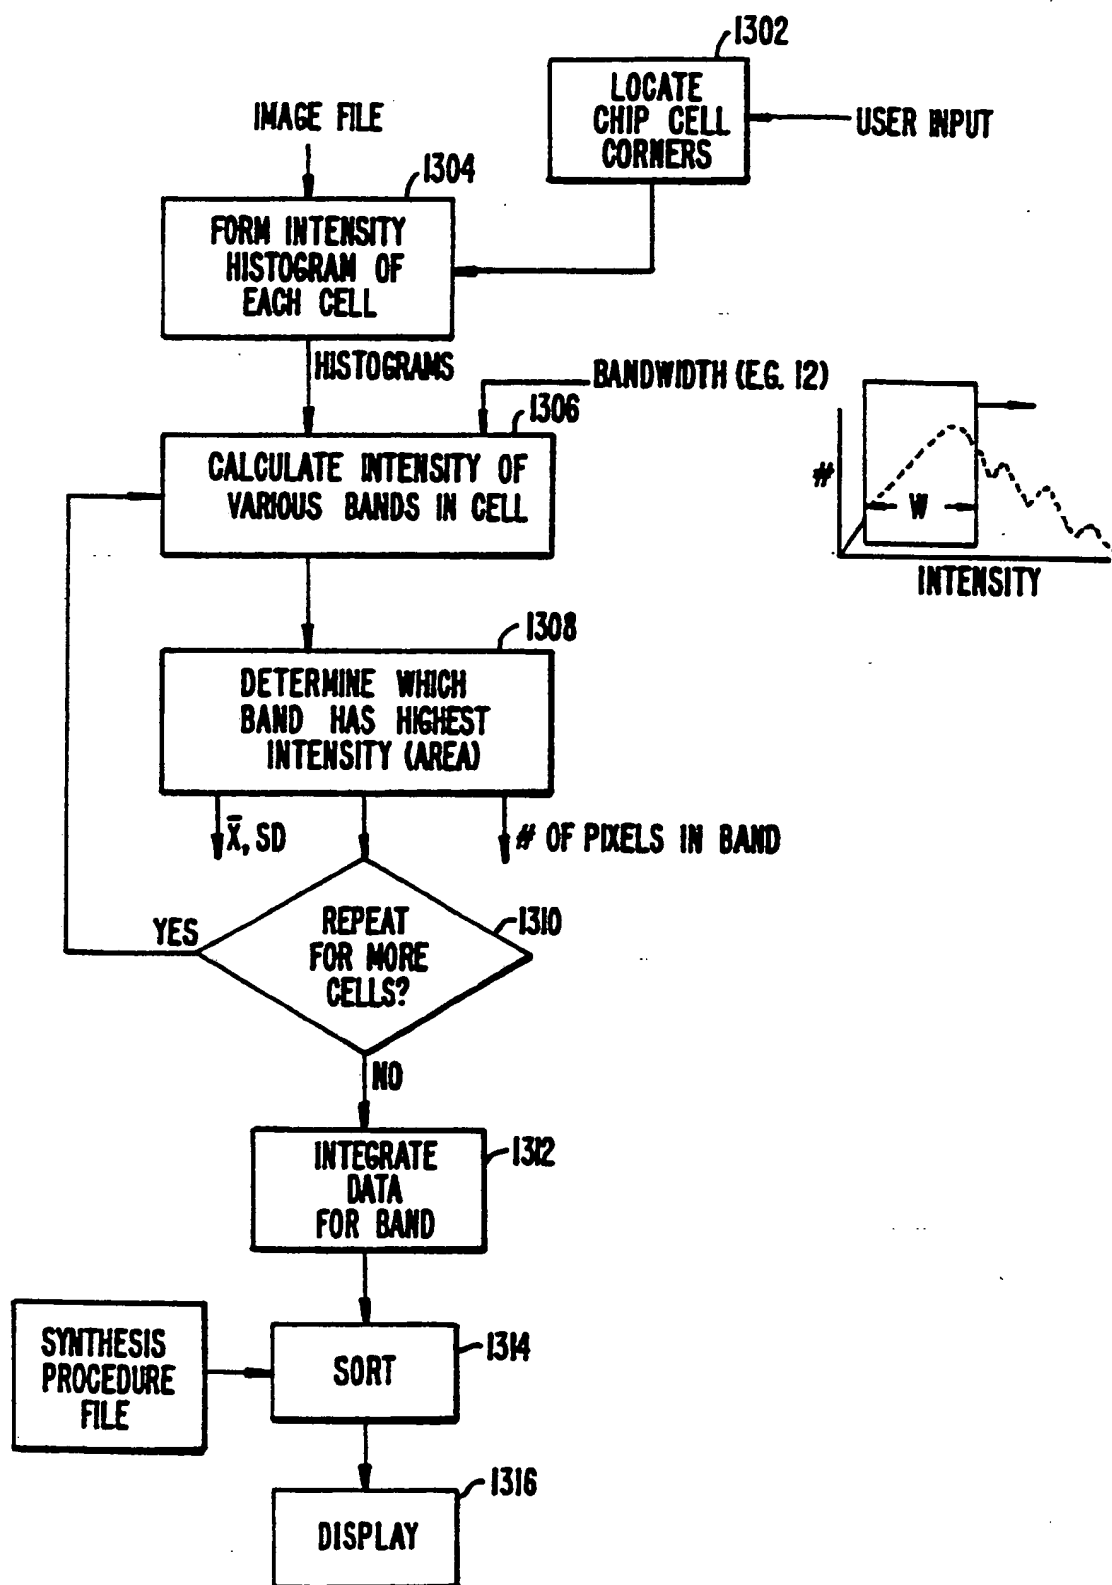 1302
LOCATE
CHIP CELL
CORNERS
USER INPUT
IMAGE FILE
1304
FORM INTENSITY
HISTOGRAM OF
EACH CELL
HISTOGRAMS
BANDWIDTH (E.G. 12)
1306
CALCULATE INTENSITY OF
VARIOUS BANDS IN CELL
#
W
INTENSITY
1308
DETERMINE WHICH
BAND HAS HIGHEST
INTENSITY (AREA)
X̄, SD
# OF PIXELS IN BAND
YES
1310
REPEAT
FOR MORE
CELLS?
NO
1312
INTEGRATE
DATA
FOR BAND
SYNTHESIS
PROCEDURE
FILE
1314
SORT
1316
DISPLAY